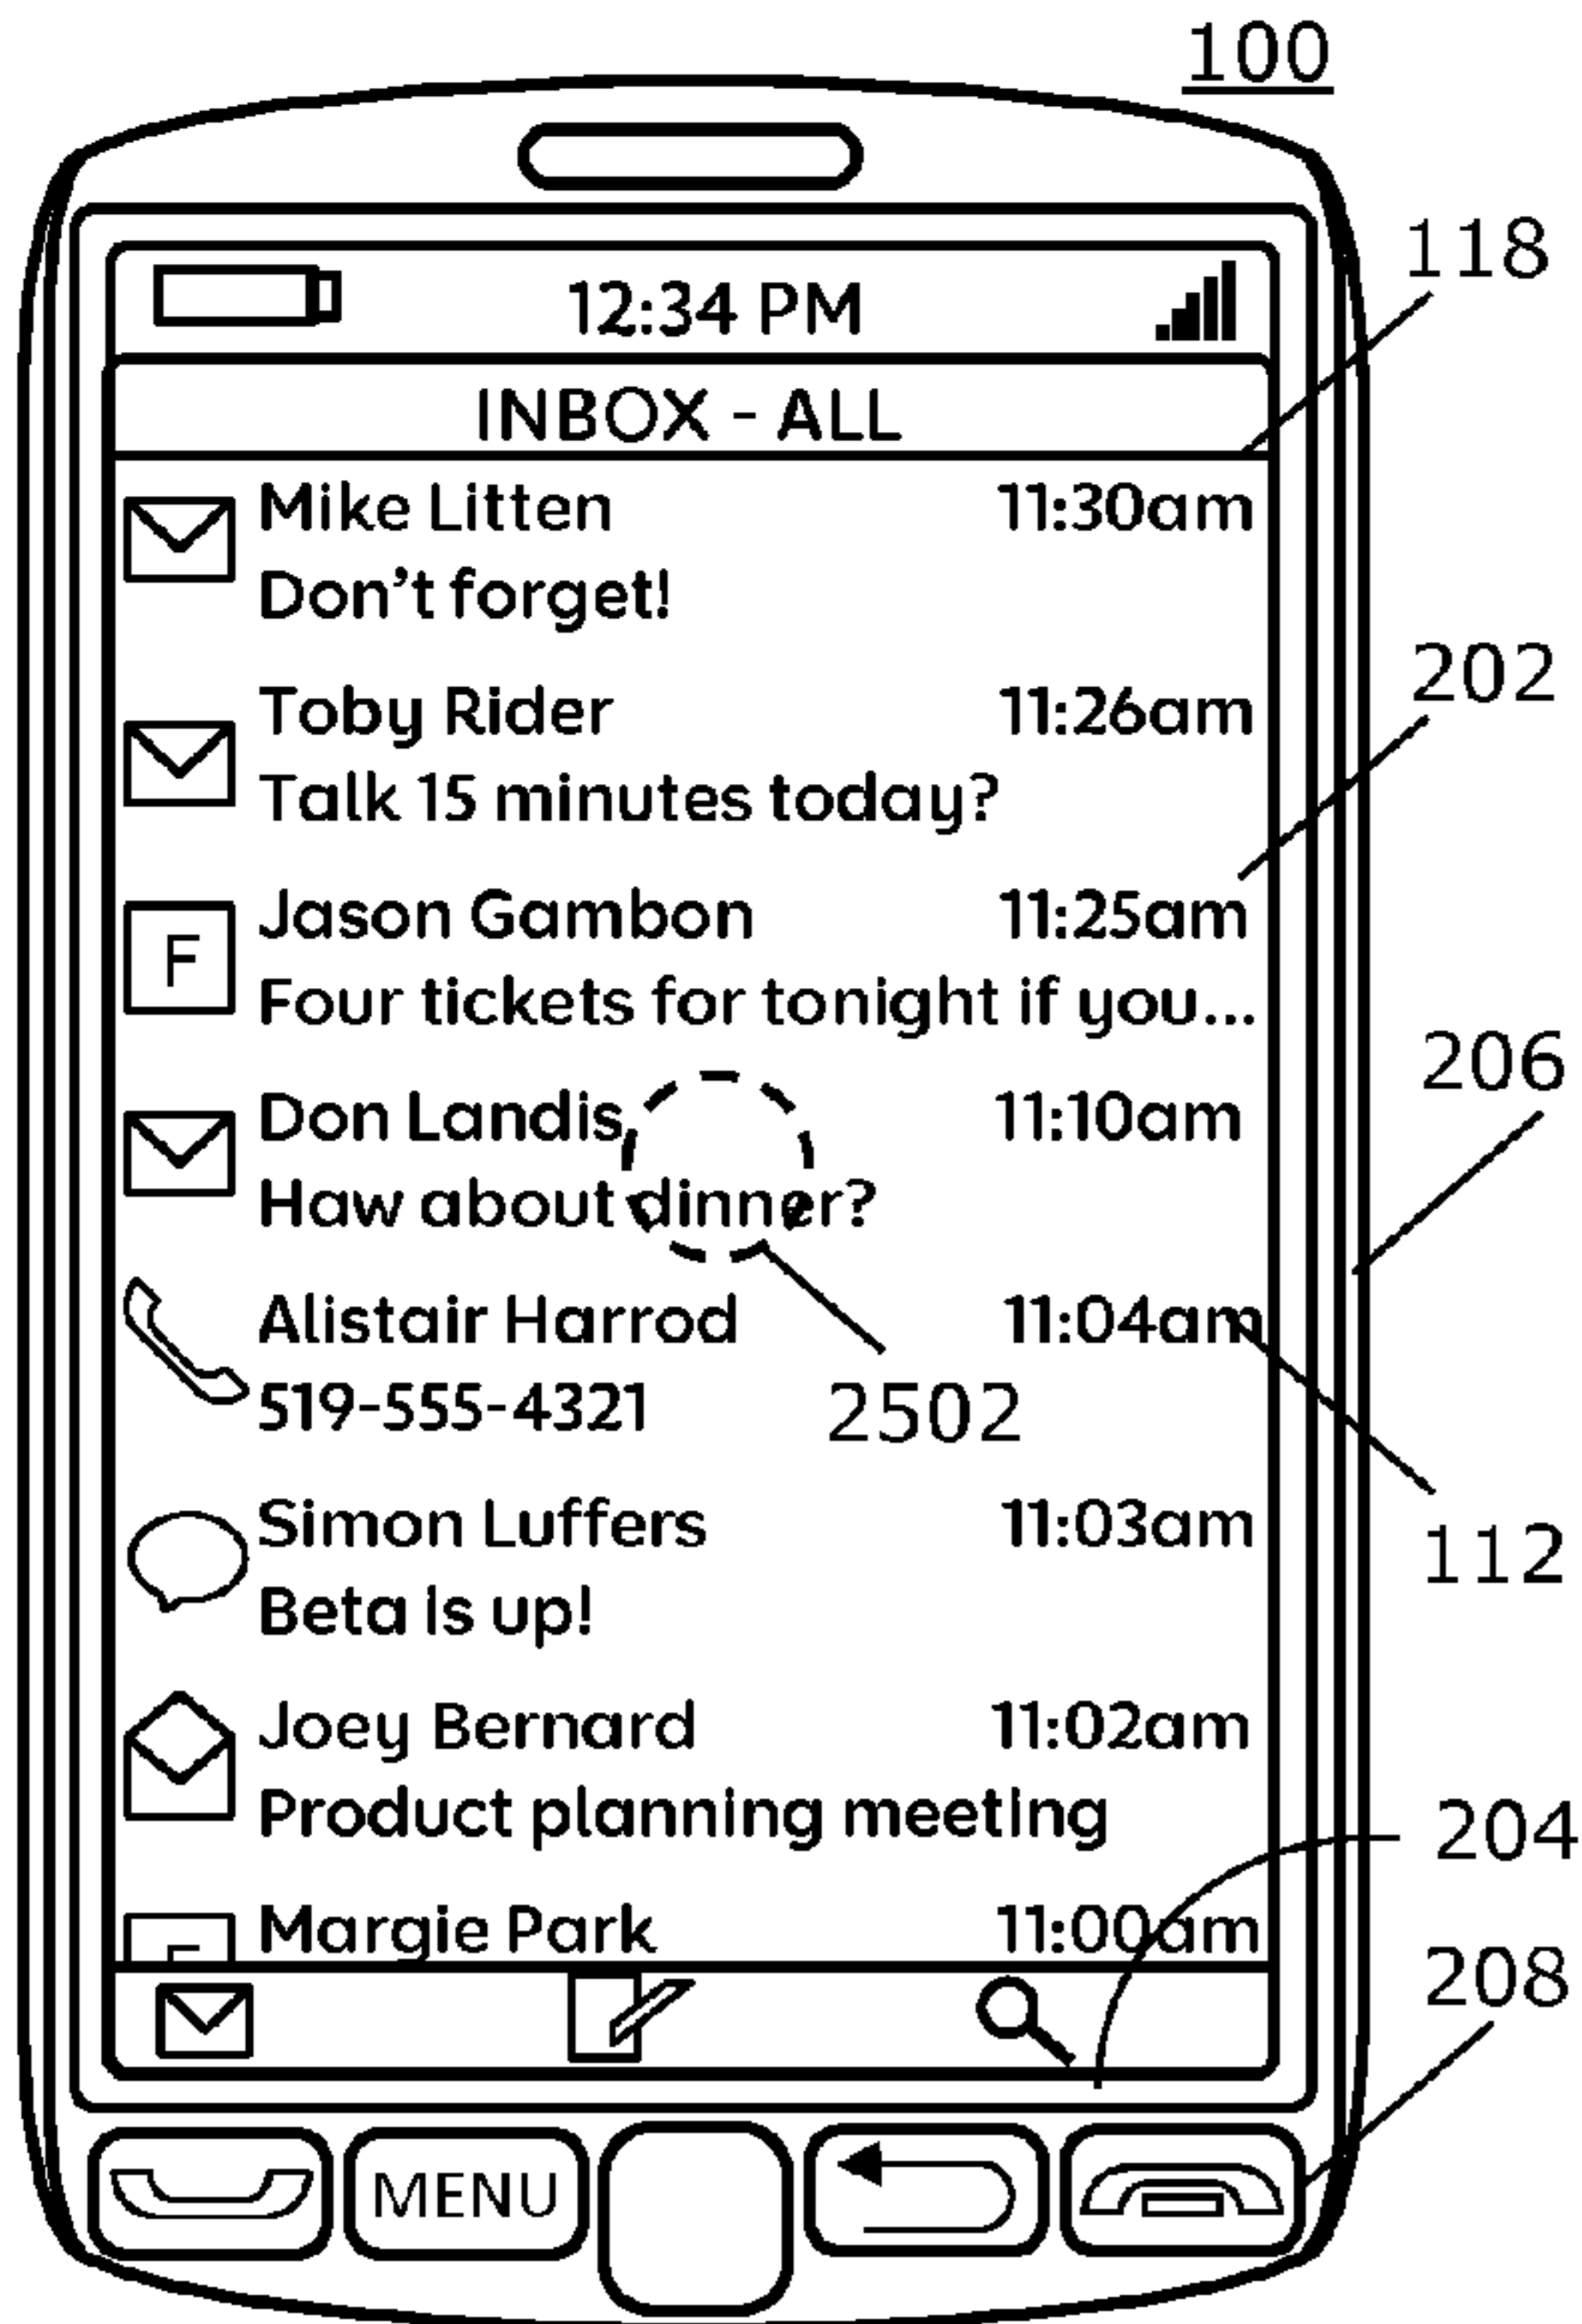 100
118
12:34 PM
INBOX - ALL
Mike Litten 11:30am
Don't forget!
202
Toby Rider 11:26am
Talk 15 minutes today?
Jason Gambon 11:25am
F
Four tickets for tonight if you...
206
Don Landis 11:10am
Haw about dinner?
Alistair Harrod 11:04am
519-555-4321
2502
112
Simon Luffers 11:03am
Beta is up!
Joey Bernard 11:02am
Product planning meeting
204
Margie Park 11:00am
208
MENU